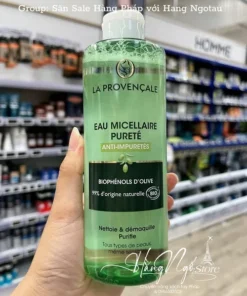 Group: Săn Sale Hàng Pháp với Hang Ngotau
HOMME
LA PROVENÇALE
EAU MICELLAIRE
PURETÉ
ANTI-IMPURETÉS
BIOPHÉNOLS D'OLIVE
99% d'origine naturelle
BIO
Nettoie & démaquille
Purifie
Tous types de peaux,
Hằng Ngô Store